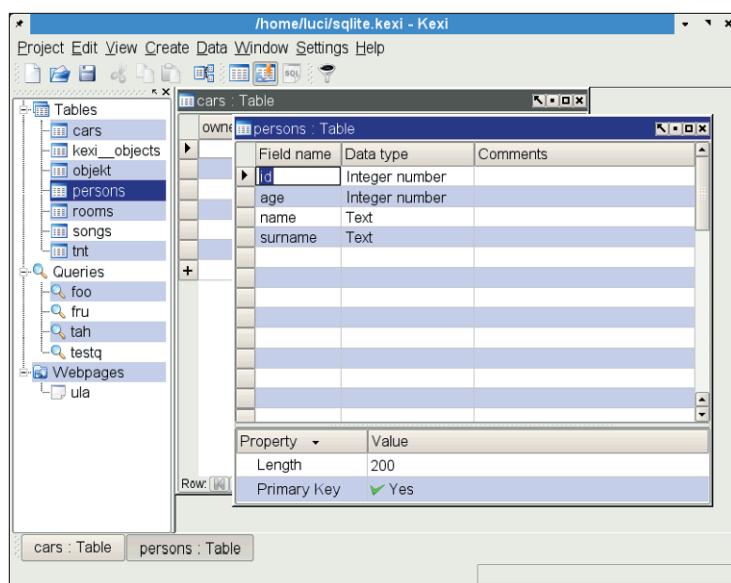 /home/luci/sqlite.kexi - Kexi
Project Edit View Create Data Window Settings Help
SQL
Tables
cars
kexi__objects
objekt
persons
rooms
songs
tnt
Queries
foo
fru
tah
testq
Webpages
ula
cars : Table
owne
Row:
persons : Table
Field name Data type Comments
id Integer number
age Integer number
name Text
surname Text
Property Value
Length 200
Primary Key Yes
cars : Table persons : Table